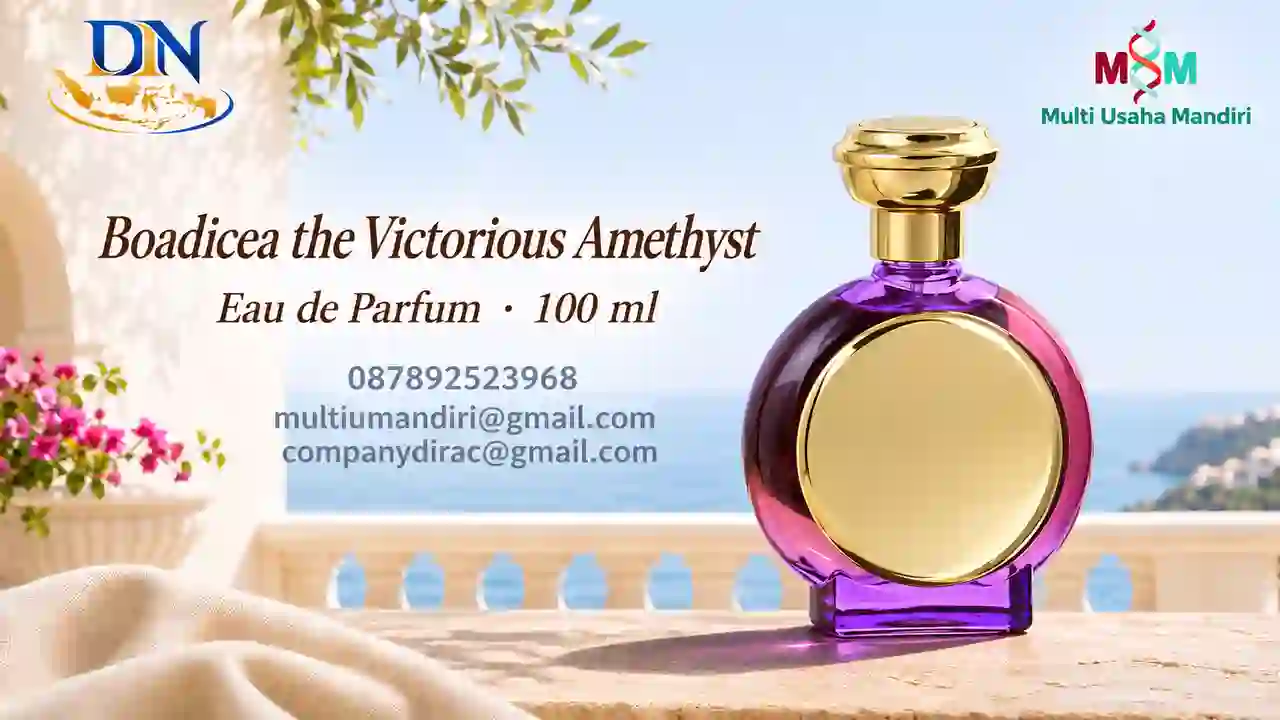 DN
MSM
Multi Usaha Mandiri
Boadicea the Victorious Amethyst
Eau de Parfum · 100 ml
087892523968
multiumandiri@gmail.com
companydirac@gmail.com